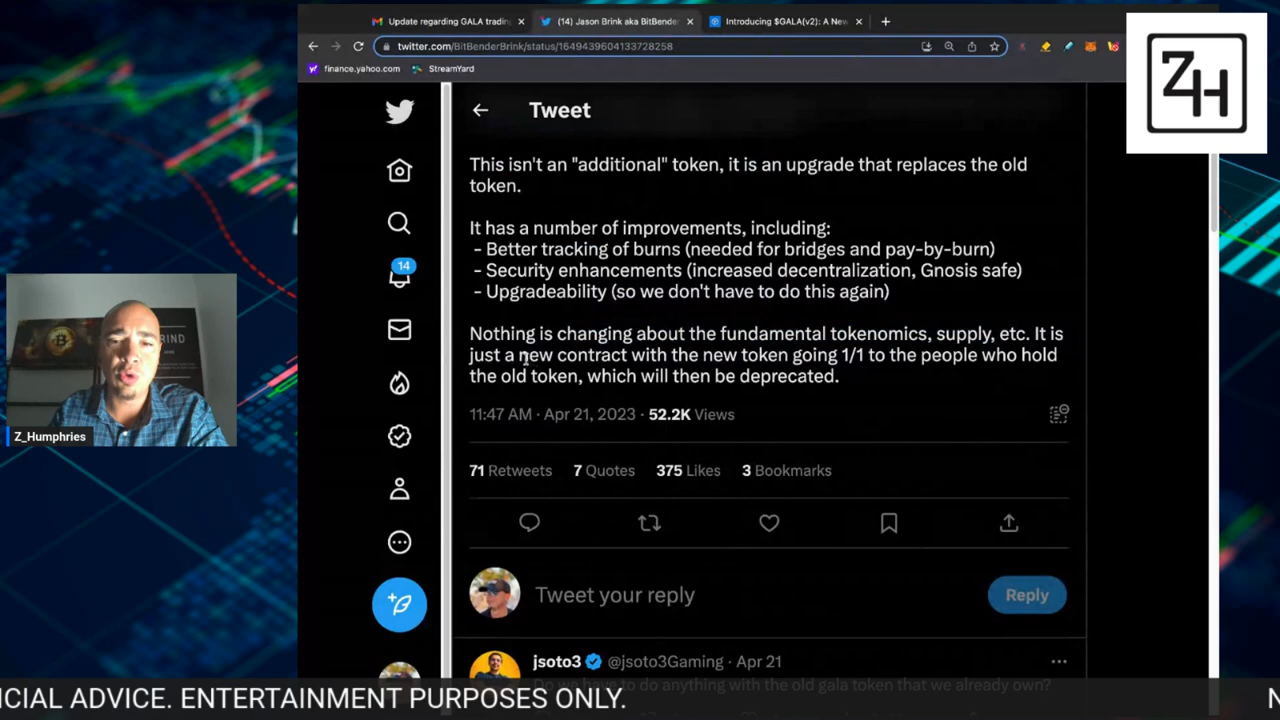 Update regarding GALA tradin
(14) Jason Brink aka BitBender
Introducing $GALA(v2): A New
twitter.com/BitBenderBrink/status/1649439604133728258
finance.yahoo.com
StreamYard
ZH
Tweet
This isn't an "additional" token, it is an upgrade that replaces the old
token.
It has a number of improvements, including:
- Better tracking of burns (needed for bridges and pay-by-burn)
- Security enhancements (increased decentralization, Gnosis safe)
- Upgradeability (so we don't have to do this again)
Nothing is changing about the fundamental tokenomics, supply, etc. It is
just a new contract with the new token going 1/1 to the people who hold
the old token, which will then be deprecated.
11:47 AM · Apr 21, 2023 · 52.2K Views
71 Retweets 7 Quotes 375 Likes 3 Bookmarks
14
Z_Humphries
Tweet your reply
Reply
jsoto3 @jsoto3Gaming · Apr 21
Do we have to do anything with the old gala token that we already own?
CIAL ADVICE. ENTERTAINMENT PURPOSES ONLY.
N